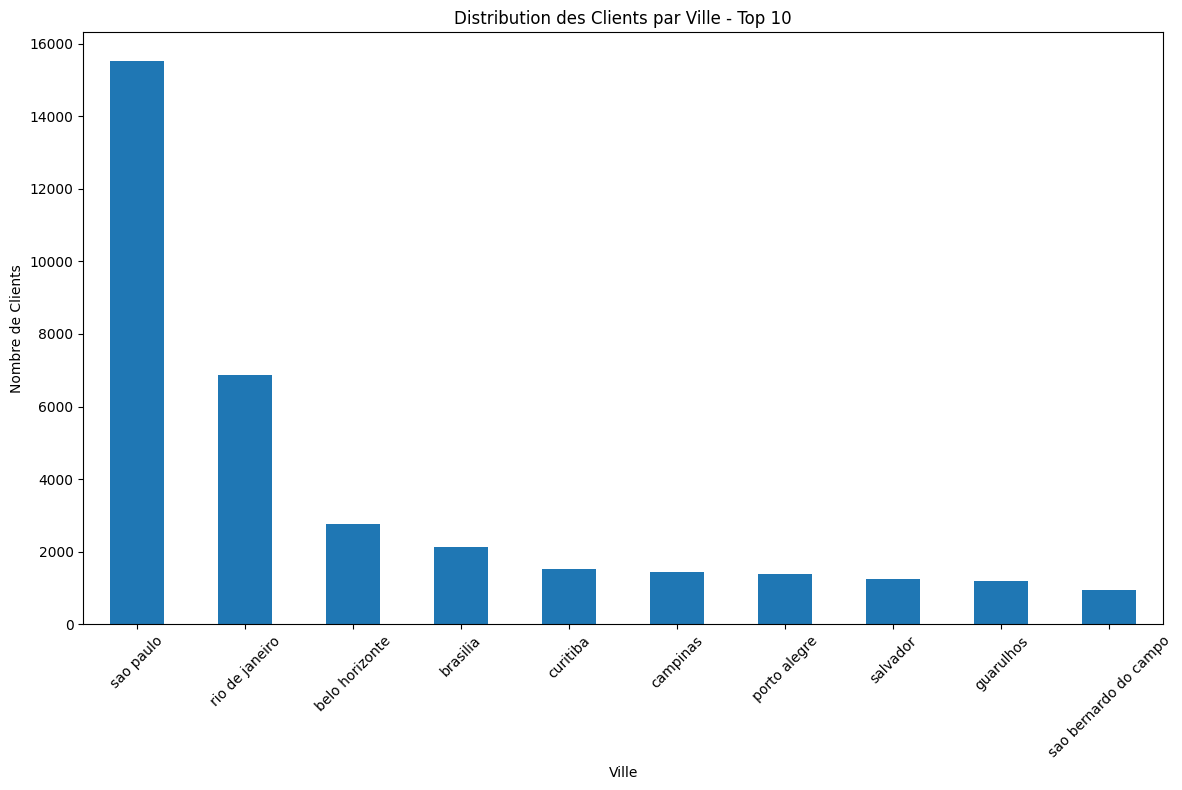 Distribution des Clients par Ville - Top 10
Nombre de Clients
16000
14000
12000
10000
8000
6000
4000
2000
0
sao paulo
rio de janeiro
belo horizonte
brasilia
curitiba
campinas
porto alegre
salvador
guarulhos
sao bernardo do campo
Ville